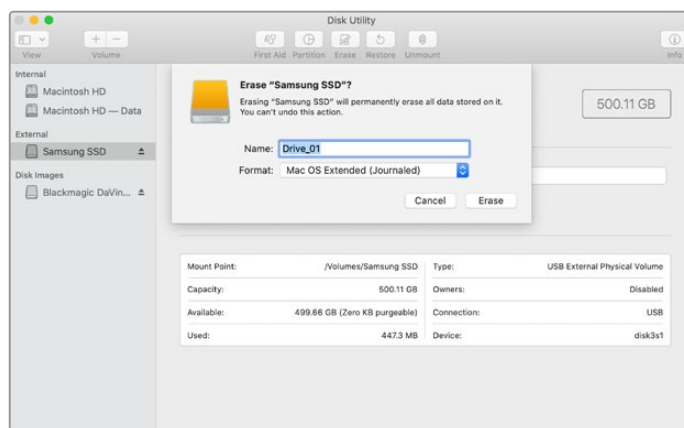 Disk Utility
View
Volume
First Aid
Partition
Erase
Restore
Unmount
Info
Internal
Macintosh HD
Macintosh HD — Data
External
Samsung SSD
Disk Images
Blackmagic DaVin...
Erase “Samsung SSD”?
Erasing “Samsung SSD” will permanently erase all data stored on it.
You can’t undo this action.
Name: Drive_01
Format: Mac OS Extended (Journaled)
Cancel
Erase
500.11 GB
Mount Point: /Volumes/Samsung SSD
Type: USB External Physical Volume
Capacity: 500.11 GB
Owners: Disabled
Available: 499.66 GB (Zero KB purgeable)
Connection: USB
Used: 447.3 MB
Device: disk3s1